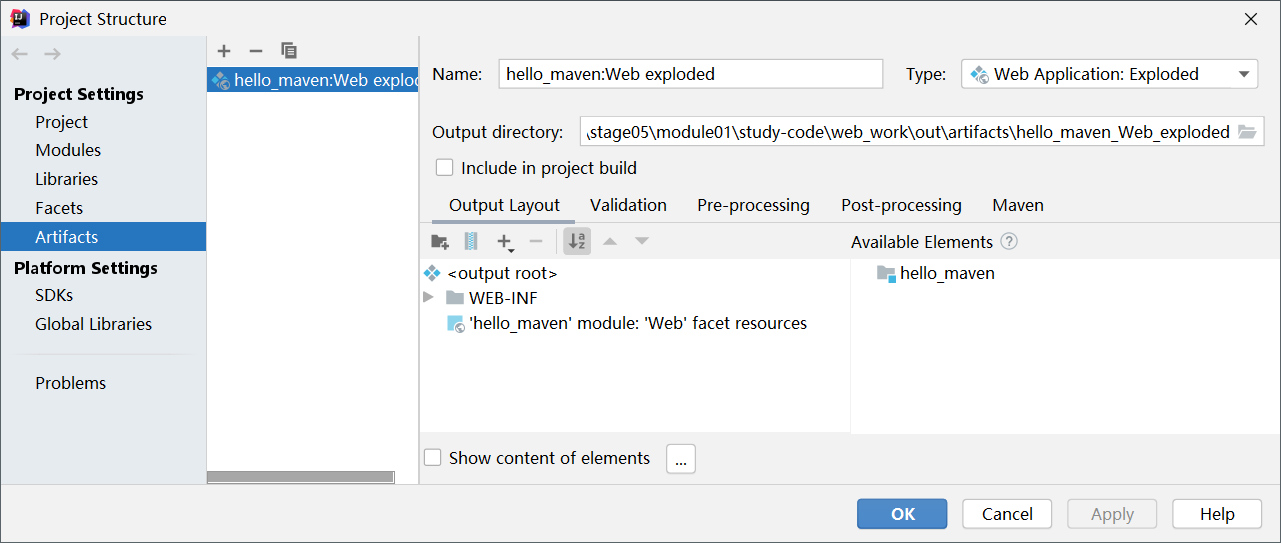 Project Structure
Project Settings
Project
Modules
Libraries
Facets
Artifacts
Platform Settings
SDKs
Global Libraries
Problems
hello_maven:Web explod
Name: hello_maven:Web exploded Type: Web Application: Exploded
Output directory: \stage05\module01\study-code\web_work\out\artifacts\hello_maven_Web_exploded
Include in project build
Output Layout Validation Pre-processing Post-processing Maven
Available Elements ?
<output root>
WEB-INF
'hello_maven' module: 'Web' facet resources
hello_maven
Show content of elements ...
OK Cancel Apply Help